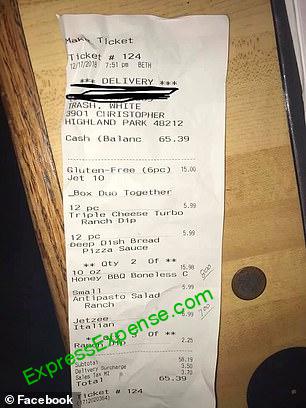 Make Ticket
Ticket # 124
12/17/2018 7:51 pm BETH
*** DELIVERY ***
TRASH, WHITE
3901 CHRISTOPHER
HIGHLAND PARK 48212
Cash (Balanc 65.39
Gluten-Free (6pc) 15.00
Jet 10
_Box Duo Together
12 pc 5.99
Triple Cheese Turbo
Ranch Dip
12 pc 5.99
Deep Dish Bread
Pizza Sauce
** Qty 2 Of **
10 oz 15.98
Honey BBQ Boneless C
Small 5.99
Antipasto Salad
Ranch
Jetzee 6.99
Italian
** Of **
Ranch Dip 2.25
Subtotal 58.19
Delivery Surcharge 3.50
Sales Tax MI 3.70
Total 65.39
Ticket # 124
ExpressExpense.com
© Facebook